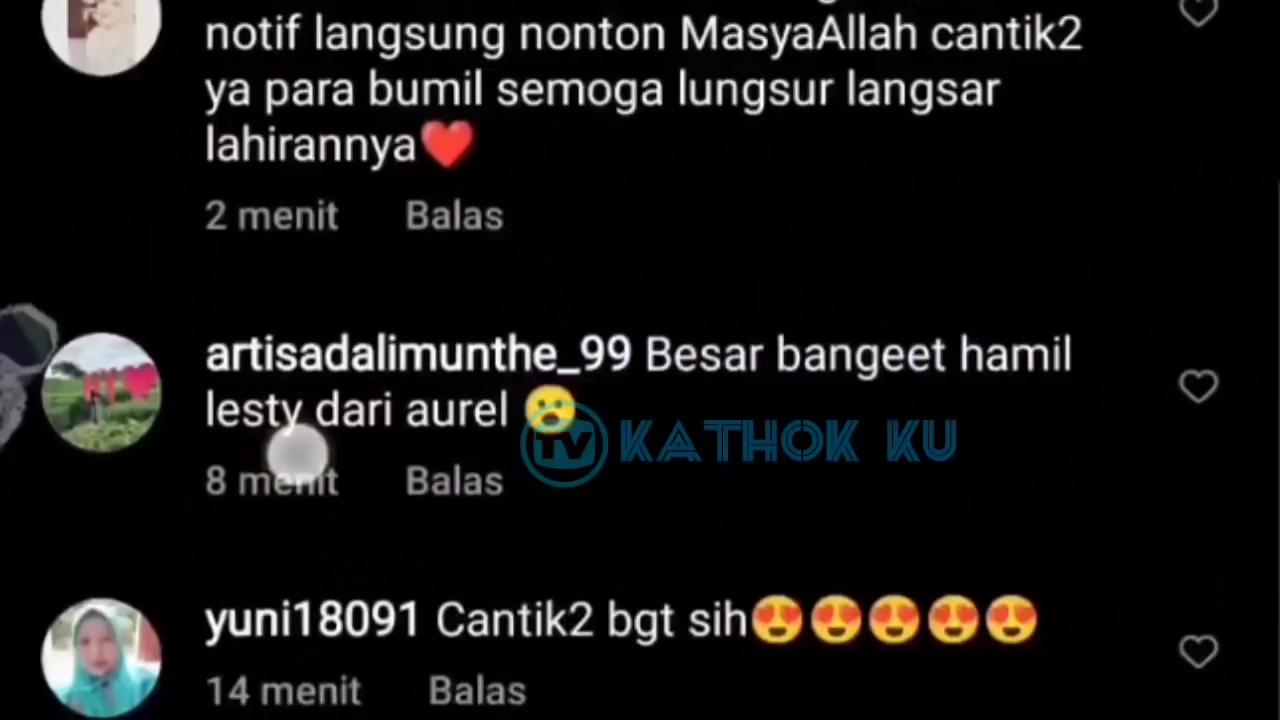 notif langsung nonton MasyaAllah cantik2
ya para bumil semoga lungsur langsar
lahirannya❤️
2 menit Balas
artisadalimunthe_99 Besar bangeet hamil
lesty dari aurel 😮
TV KATHOK KU
8 menit Balas
yuni18091 Cantik2 bgt sih😍😍😍😍😍
14 menit Balas